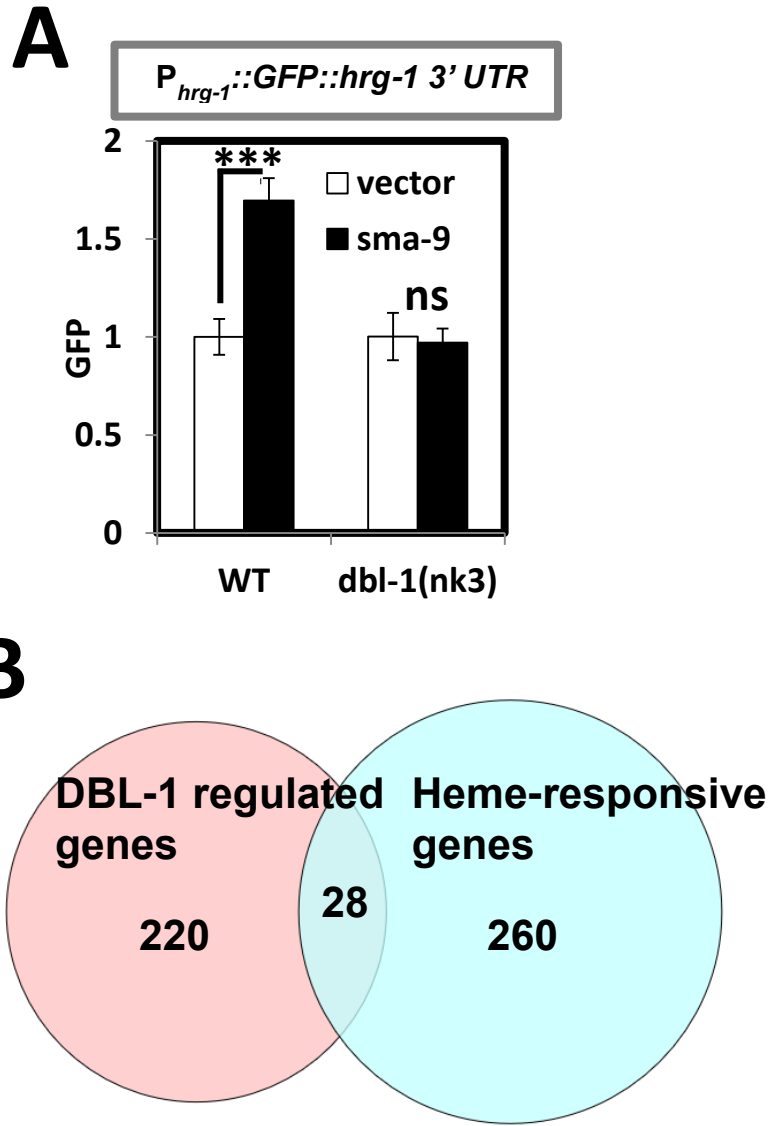 A
Phrg-1::GFP::hrg-1 3’ UTR
2
***
vector
1.5
sma-9
ns
GFP
1
0.5
0
WT
dbl-1(nk3)
B
DBL-1 regulated
genes
Heme-responsive
genes
28
220
260